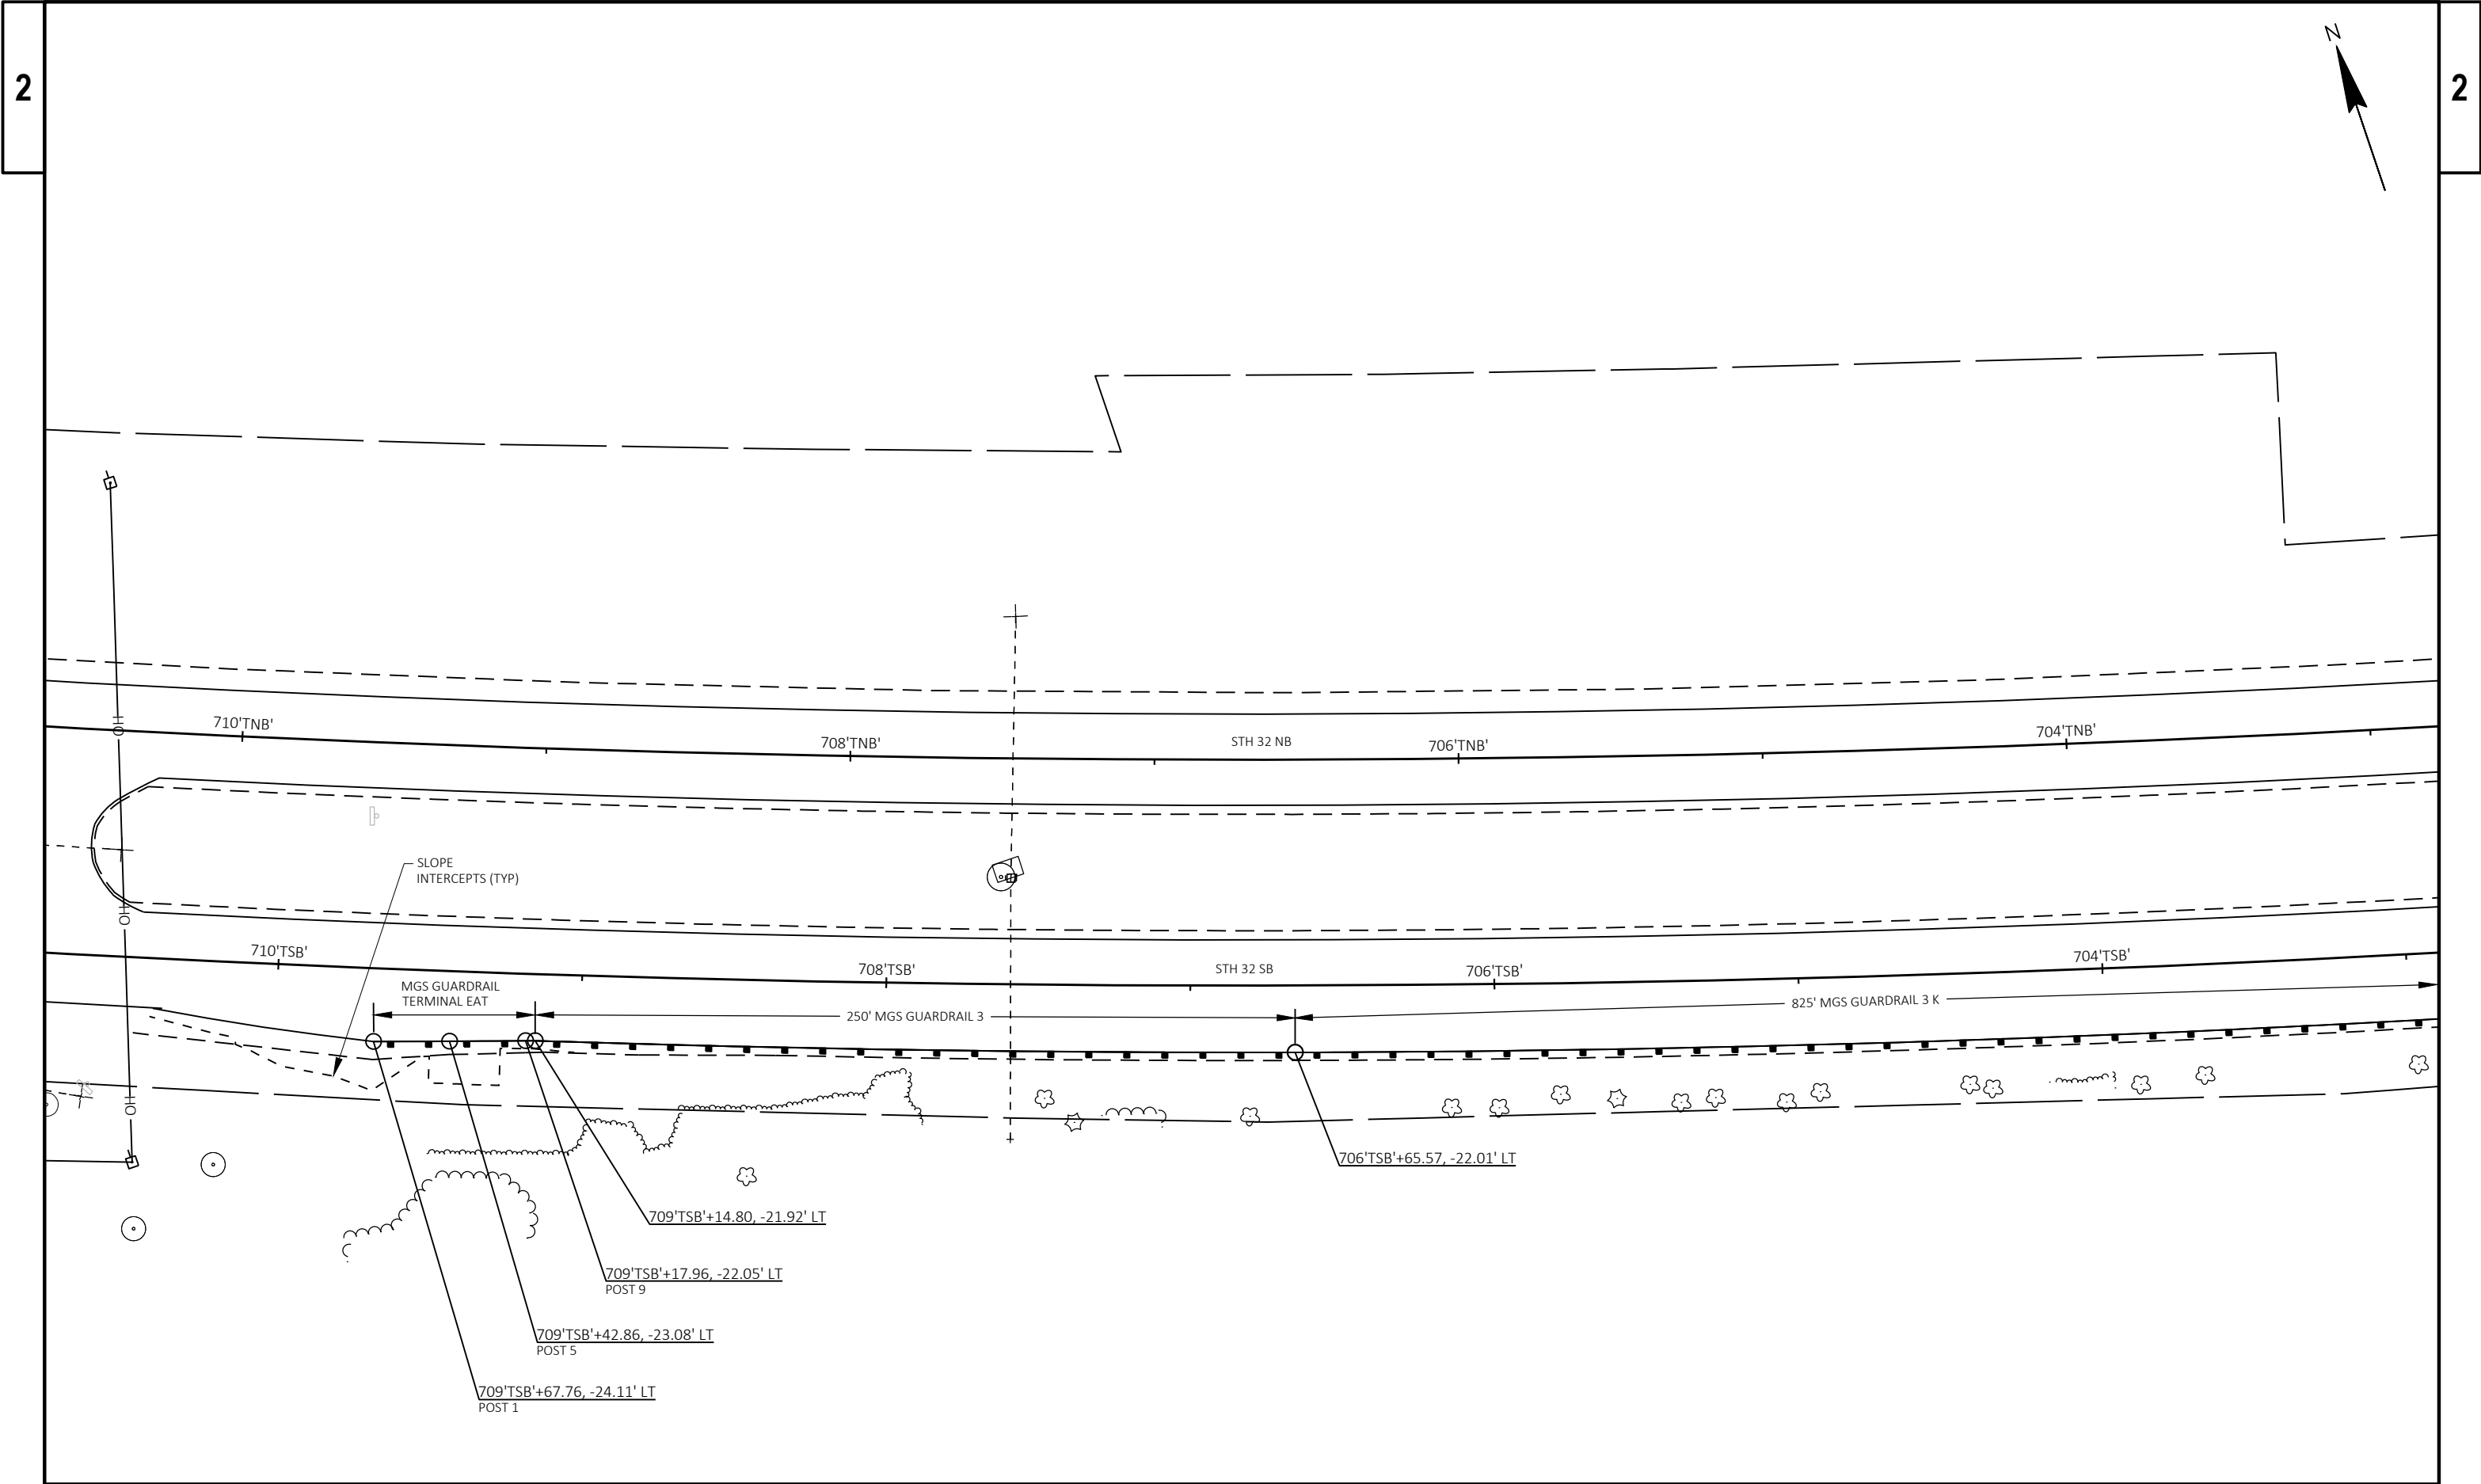 2
2
N
OH
710'TNB'
708'TNB'
STH 32 NB
706'TNB'
704'TNB'
SLOPE
INTERCEPTS (TYP)
OH
710'TSB'
708'TSB'
STH 32 SB
706'TSB'
704'TSB'
MGS GUARDRAIL
TERMINAL EAT
250' MGS GUARDRAIL 3
825' MGS GUARDRAIL 3 K
OH
706'TSB'+65.57, -22.01' LT
709'TSB'+14.80, -21.92' LT
709'TSB'+17.96, -22.05' LT
POST 9
709'TSB'+42.86, -23.08' LT
POST 5
709'TSB'+67.76, -24.11' LT
POST 1